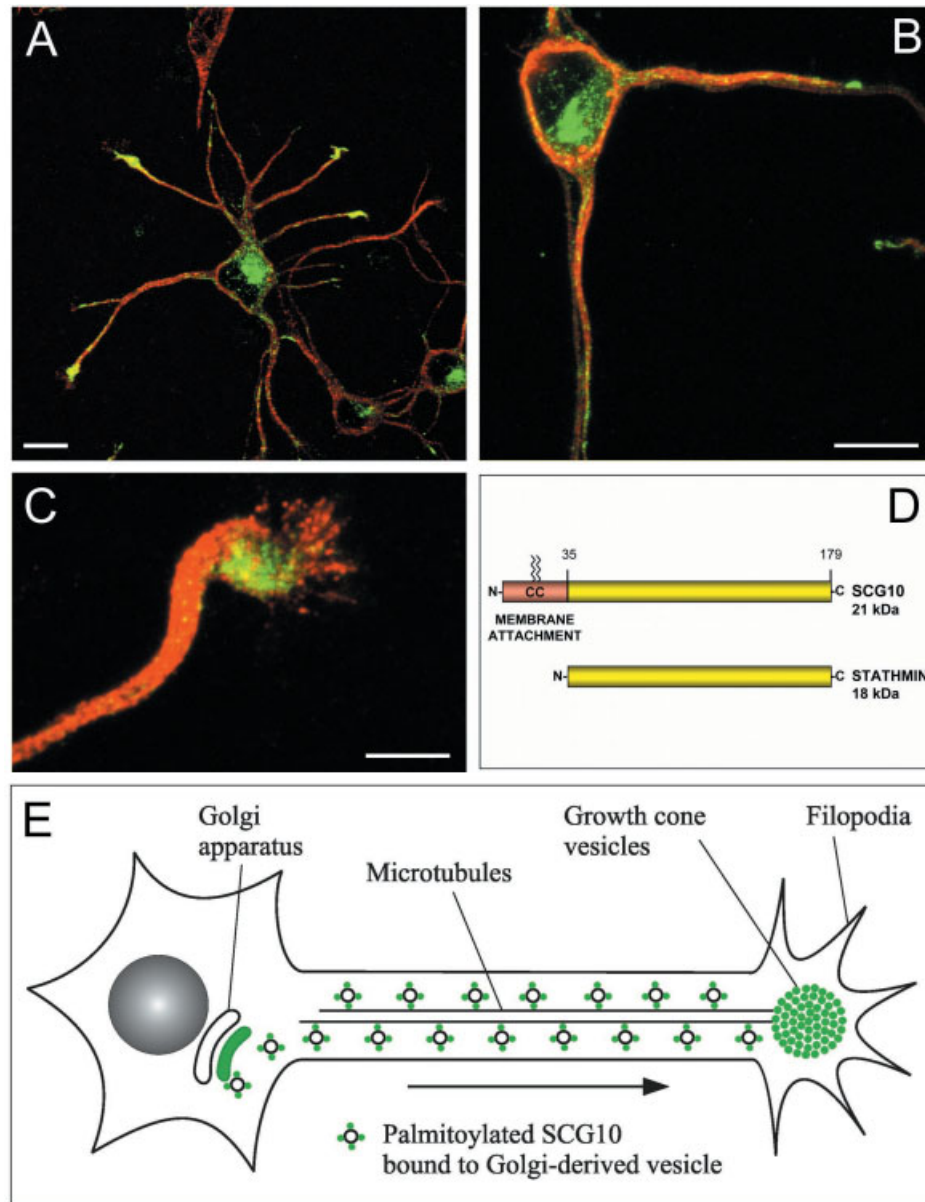 A
B
C
D
35
179
N-
CC
-C
SCG10
21 kDa
MEMBRANE
ATTACHMENT
N-
-C
STATHMIN
18 kDa
E
Golgi
apparatus
Microtubules
Growth cone
vesicles
Filopodia
Palmitoylated SCG10
bound to Golgi-derived vesicle